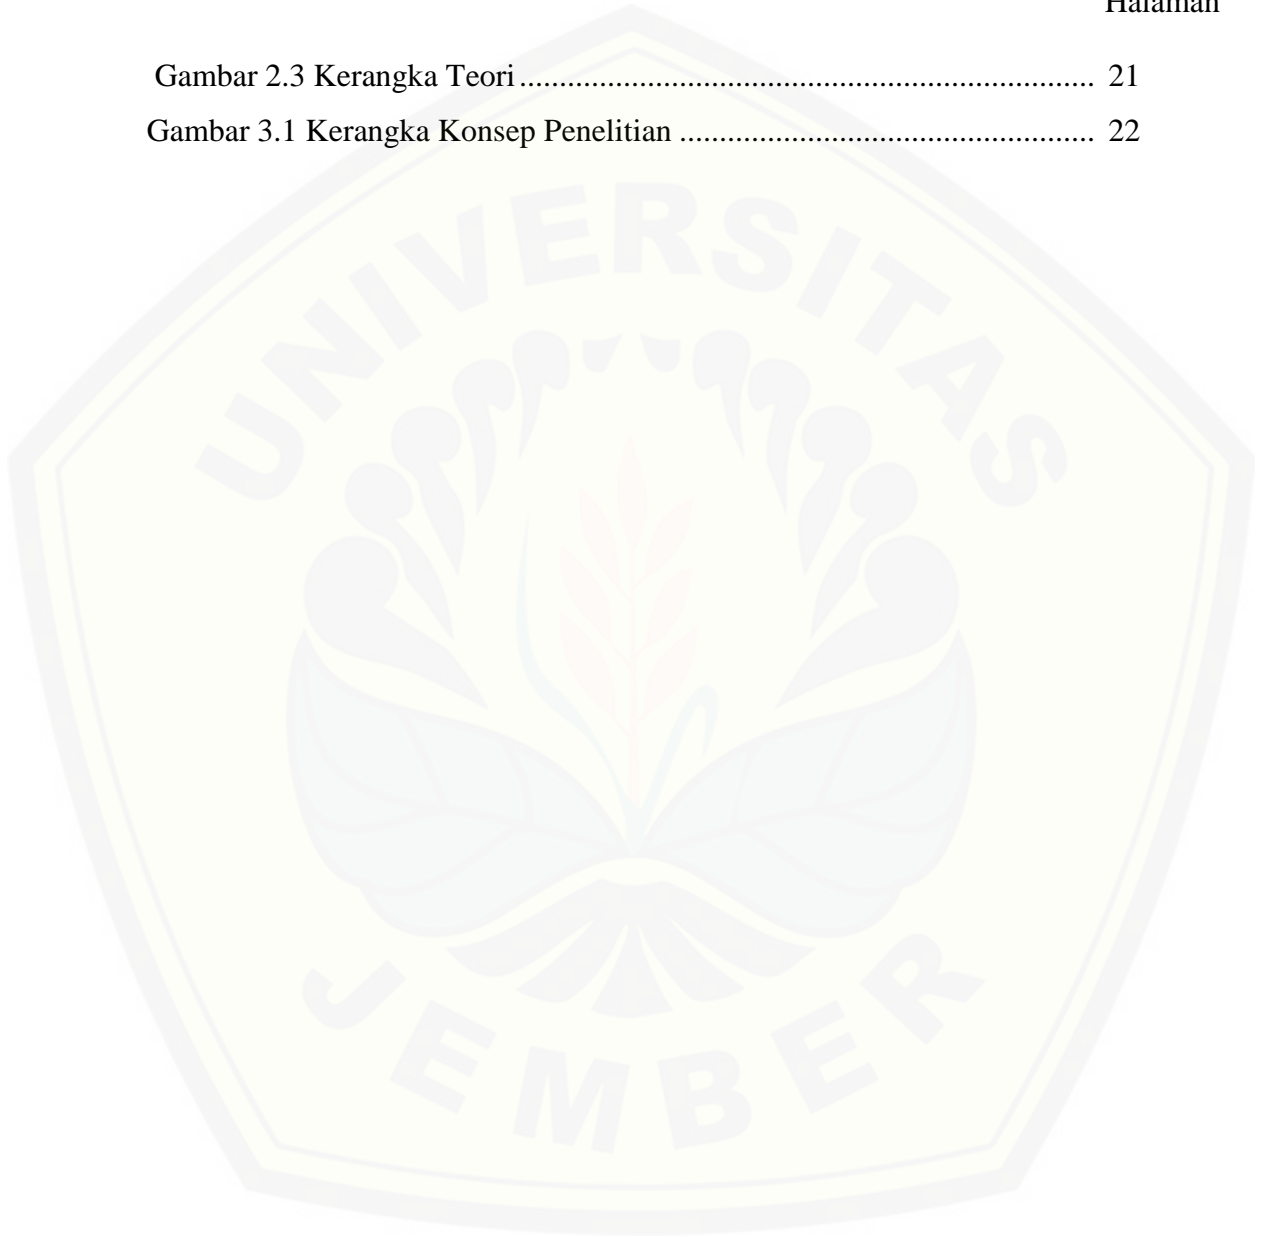 Halaman
Gambar 2.3 Kerangka Teori........................................................................ 21
Gambar 3.1 Kerangka Konsep Penelitian .................................................... 22
UNIVERSITAS
JEMBER